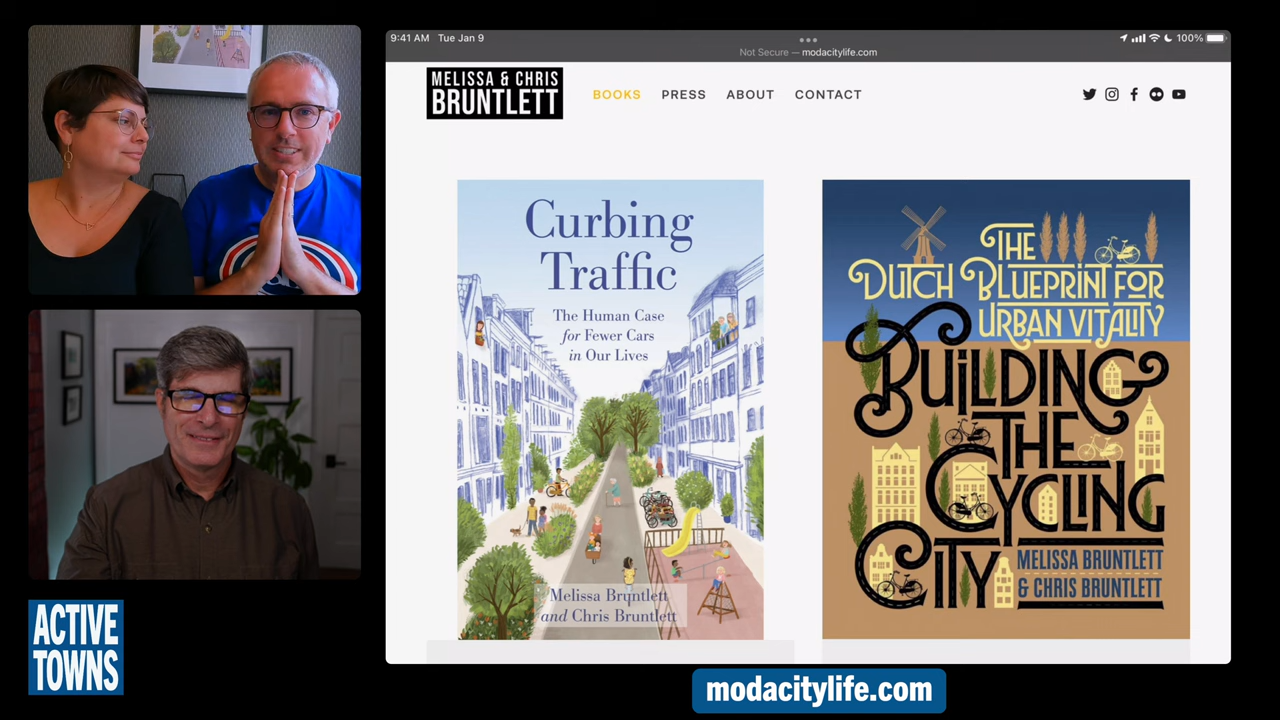 9:41 AM Tue Jan 9
100%
Not Secure — modacitylife.com
MELISSA & CHRIS
BRUNTLETT
BOOKS PRESS ABOUT CONTACT
Curbing
Traffic
The Human Case
for Fewer Cars
in Our Lives
Melissa Bruntlett
and Chris Bruntlett
THE
DUTCH BLUEPRINT FOR
URBAN VITALITY
BUILDING
THE
CYCLING
CITY
MELISSA BRUNTLETT
& CHRIS BRUNTLETT
ACTIVE
TOWNS
modacitylife.com